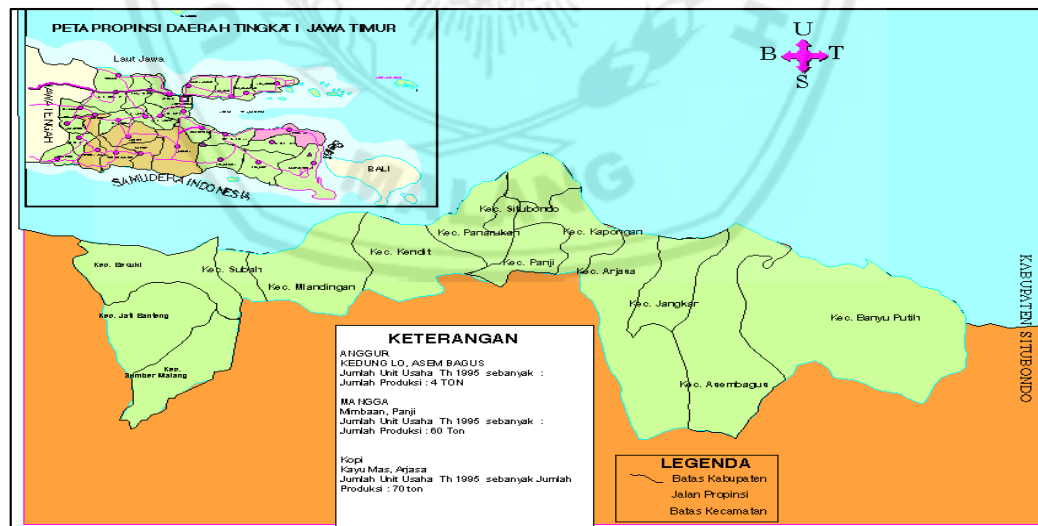 PETA PROPINSI DAERAH TINGKAT I JAWA TIMUR
Laut Jawa
JAWA TENGAH
SAMUDERA INDONESIA
BALI
U
B T
S
MALANG
Kec. Situbondo
Kec. Panarukan
Kec. Kapongan
Kec. Kendit
Kec. Panji
Kec. Arjasa
Kec. Besuki
Kec. Subah
Kec. Mlandingan
Kec. Jangkar
Kec. Jati Banteng
Kec. Banyu Putih
Kec.
Sumber Malang
Kec. Asembagus
KABUPATEN SITUBONDO
KETERANGAN
ANGGUR
KEDUNG LO, ASEM BAGUS
Jumlah Unit Usaha Th 1995 sebanyak :
Jumlah Produksi : 4 TON
MANGGA
Mimbaan, Panji
Jumlah Unit Usaha Th 1995 sebanyak :
Jumlah Produksi : 60 Ton
Kopi
Kayu Mas, Arjasa
Jumlah Unit Usaha Th 1995 sebanyak Jumlah
Produksi : 70 ton
LEGENDA
Batas Kabupaten
Jalan Propinsi
Batas Kecamatan